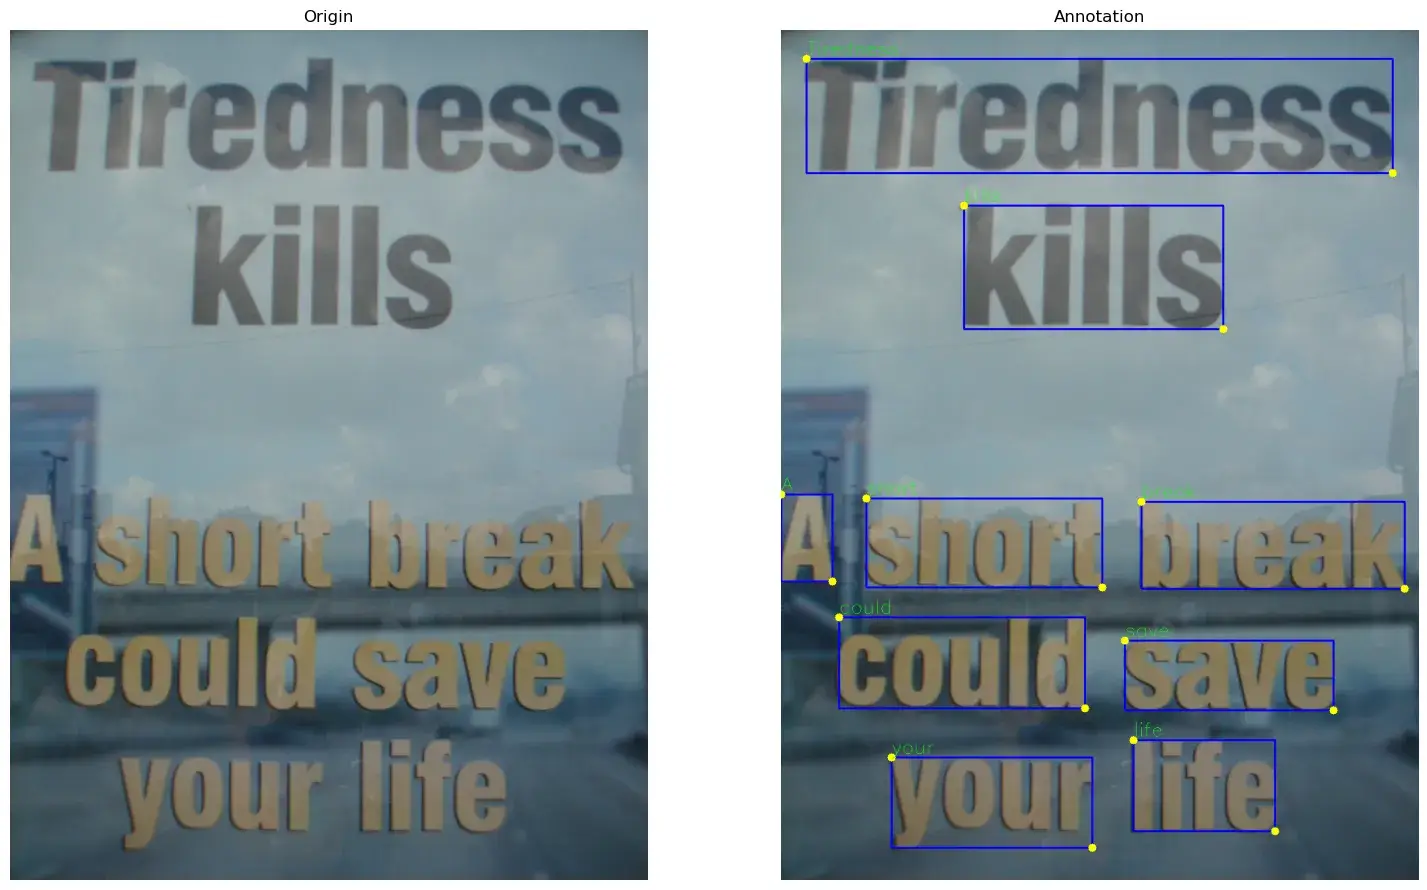 Origin
Tiredness
kills
A short break
could save
your life
Annotation
Tiredness
Tiredness
kills
kills
A short break
A short break
could save
could save
your life
your life